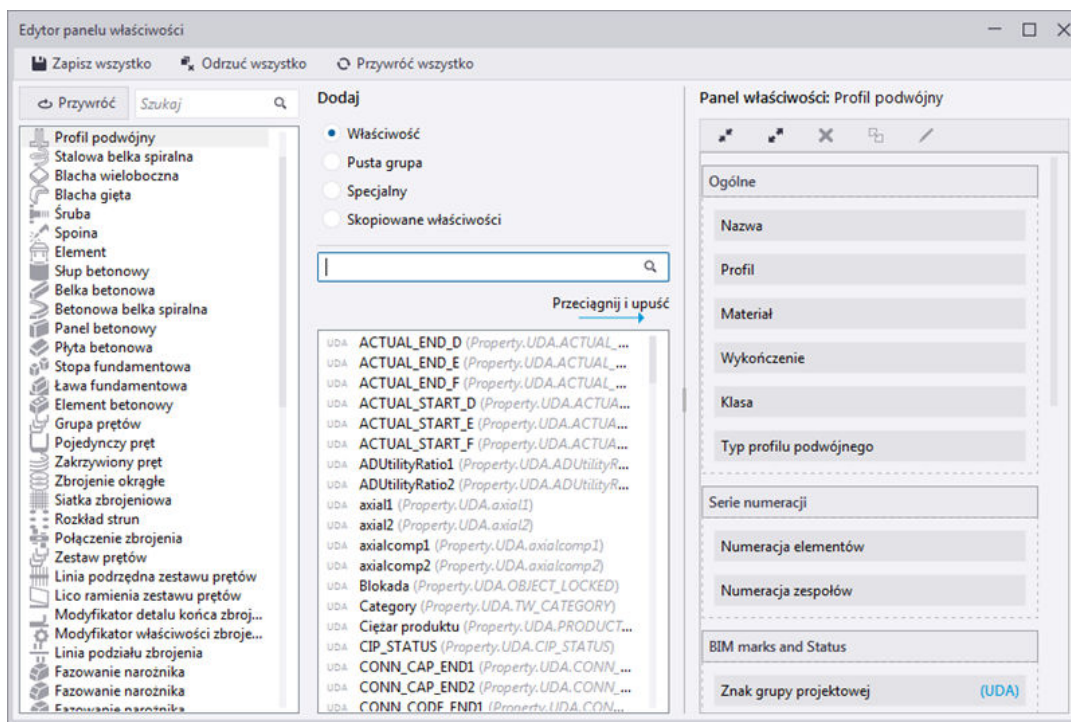 Edytor panelu właściwości
Zapisz wszystko Odrzuć wszystko Przywróć wszystko
Przywróć Szukaj
Profil podwójny
Stalowa belka spiralna
Blacha wieloboczna
Blacha gięta
Śruba
Spoina
Element
Słup betonowy
Belka betonowa
Betonowa belka spiralna
Panel betonowy
Płyta betonowa
Stopa fundamentowa
Ława fundamentowa
Element betonowy
Grupa prętów
Pojedynczy pręt
Zakrzywiony pręt
Zbrojenie okrągłe
Siatka zbrojeniowa
Rozkład strun
Połączenie zbrojenia
Zestaw prętów
Linia podrzędna zestawu prętów
Lico ramienia zestawu prętów
Modyfikator detalu końca zbroj...
Modyfikator właściwości zbroje...
Linia podziału zbrojenia
Fazowanie narożnika
Fazowanie narożnika
Fazowanie narożnika
Dodaj
Właściwość
Pusta grupa
Specjalny
Skopiowane właściwości
Przeciągnij i upuść
UDA ACTUAL_END_D (Property.UDA.ACTUAL_...
UDA ACTUAL_END_E (Property.UDA.ACTUAL_...
UDA ACTUAL_END_F (Property.UDA.ACTUAL_...
UDA ACTUAL_START_D (Property.UDA.ACTUA...
UDA ACTUAL_START_E (Property.UDA.ACTUA...
UDA ACTUAL_START_F (Property.UDA.ACTUA...
UDA ADUtilityRatio1 (Property.UDA.ADUtilityR...
UDA ADUtilityRatio2 (Property.UDA.ADUtilityR...
UDA axial1 (Property.UDA.axial1)
UDA axial2 (Property.UDA.axial2)
UDA axialcomp1 (Property.UDA.axialcomp1)
UDA axialcomp2 (Property.UDA.axialcomp2)
UDA Blokada (Property.UDA.OBJECT_LOCKED)
UDA Category (Property.UDA.TW_CATEGORY)
UDA Ciężar produktu (Property.UDA.PRODUCT...
UDA CIP_STATUS (Property.UDA.CIP_STATUS)
UDA CONN_CAP_END1 (Property.UDA.CONN_...
UDA CONN_CAP_END2 (Property.UDA.CONN_...
UDA CONN_CODE_END1 (Property.UDA.CON...
Panel właściwości: Profil podwójny
Ogólne
Nazwa
Profil
Materiał
Wykończenie
Klasa
Typ profilu podwójnego
Serie numeracji
Numeracja elementów
Numeracja zespołów
BIM marks and Status
Znak grupy projektowej (UDA)